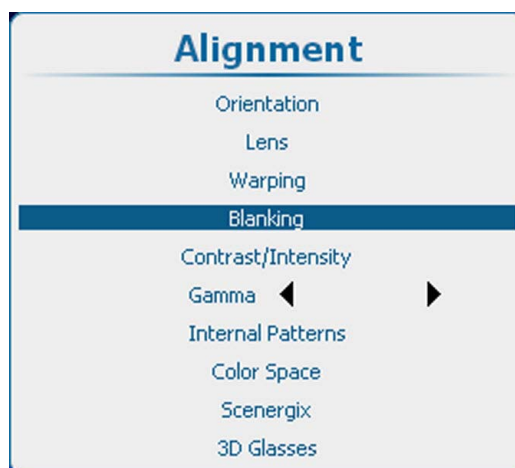 Alignment
Orientation
Lens
Warping
Blanking
Contrast/Intensity
Gamma
Internal Patterns
Color Space
Scenergix
3D Glasses